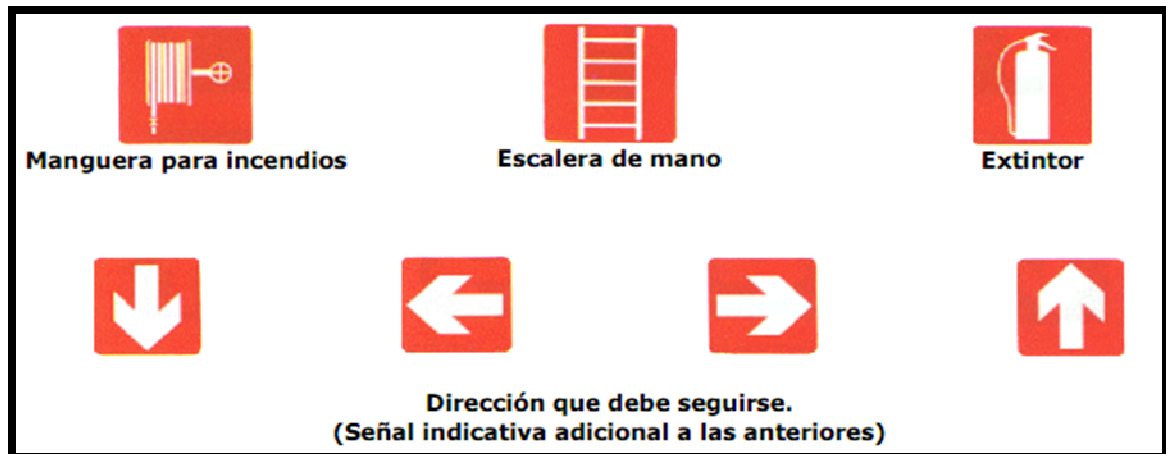 Manguera para incendios
Escalera de mano
Extintor
Dirección que debe seguirse.
(Señal indicativa adicional a las anteriores)